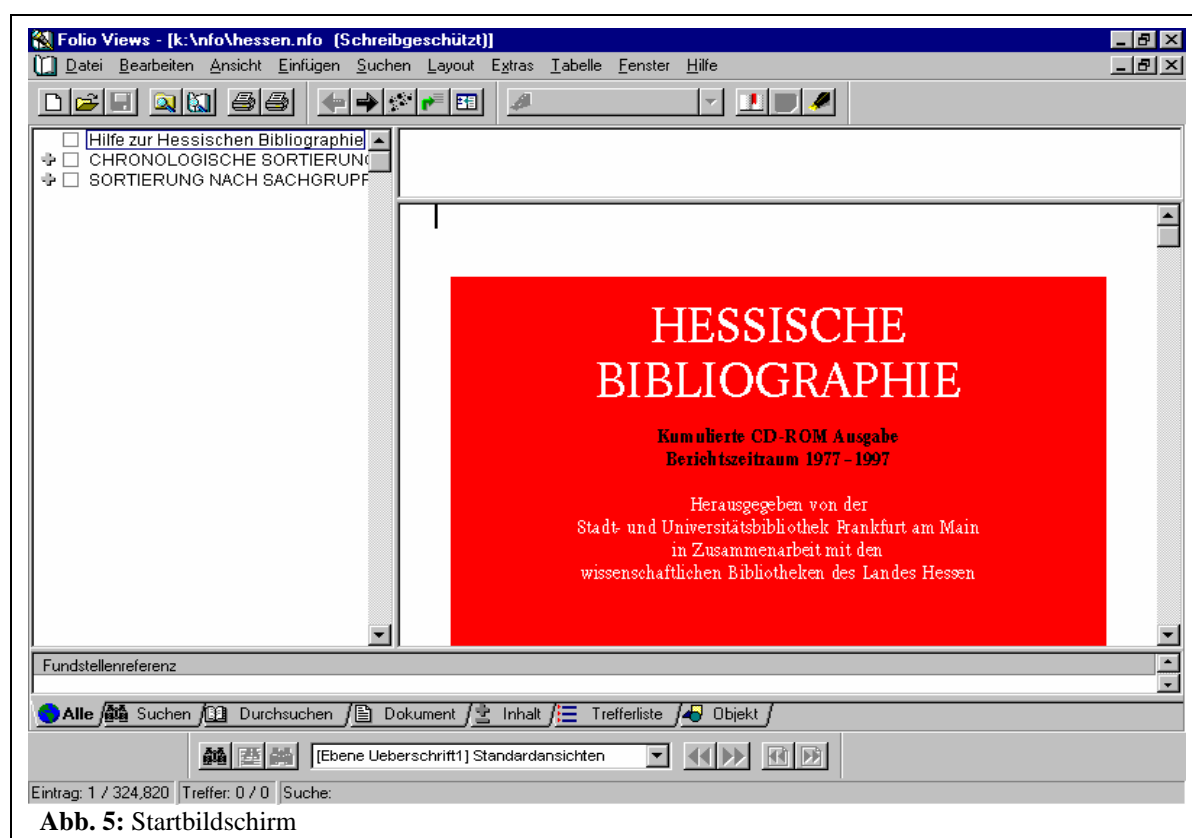 Folio Views - [k:\nfo\hessen.nfo (Schreibgeschützt)]
Datei Bearbeiten Ansicht Einfügen Suchen Layout Extras Tabelle Fenster Hilfe
Hilfe zur Hessischen Bibliographie
CHRONOLOGISCHE SORTIERUNG
SORTIERUNG NACH SACHGRUPP
HESSISCHE
BIBLIOGRAPHIE
Kumulierte CD-ROM Ausgabe
Berichtszeitraum 1977-1997
Herausgegeben von der
Stadt- und Universitätsbibliothek Frankfurt am Main
in Zusammenarbeit mit den
wissenschaftlichen Bibliotheken des Landes Hessen
Fundstellenreferenz
Alle Suchen Durchsuchen Dokument Inhalt Trefferliste Objekt
[Ebene Ueberschrift1] Standardansichten
Eintrag: 1 / 324,820 Treffer: 0 / 0 Suche:
Abb. 5: Startbildschirm